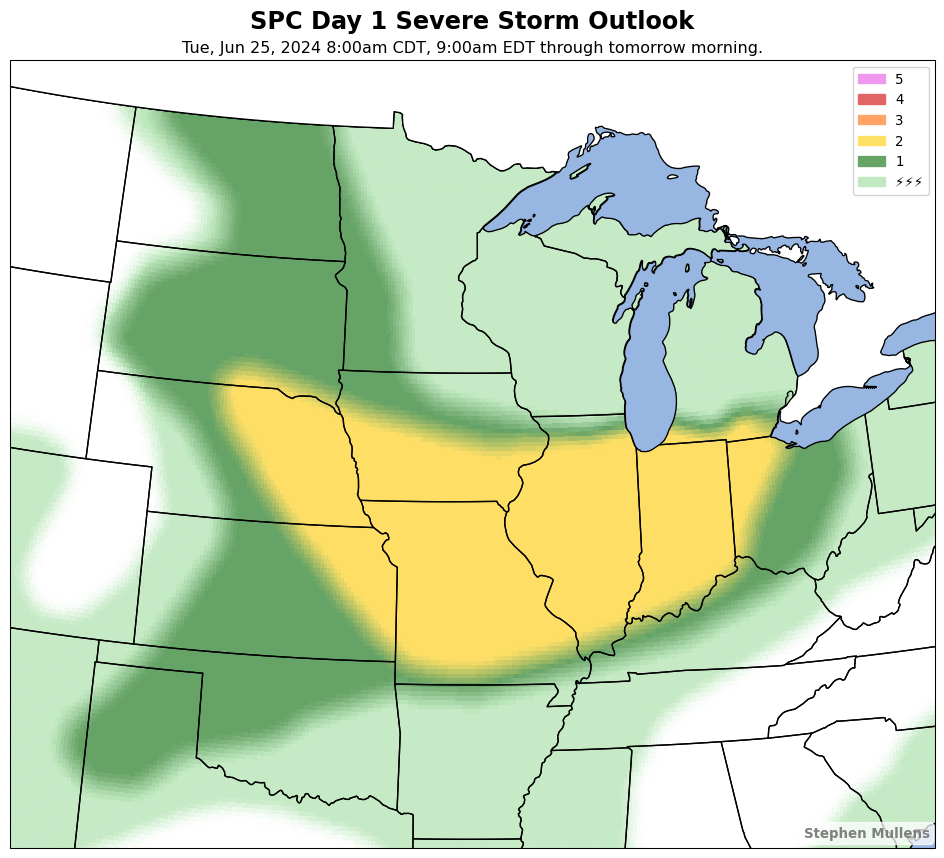 SPC Day 1 Severe Storm Outlook
Tue, Jun 25, 2024 8:00am CDT, 9:00am EDT through tomorrow morning.
5
4
3
2
1
⚡⚡⚡
Stephen Mullens